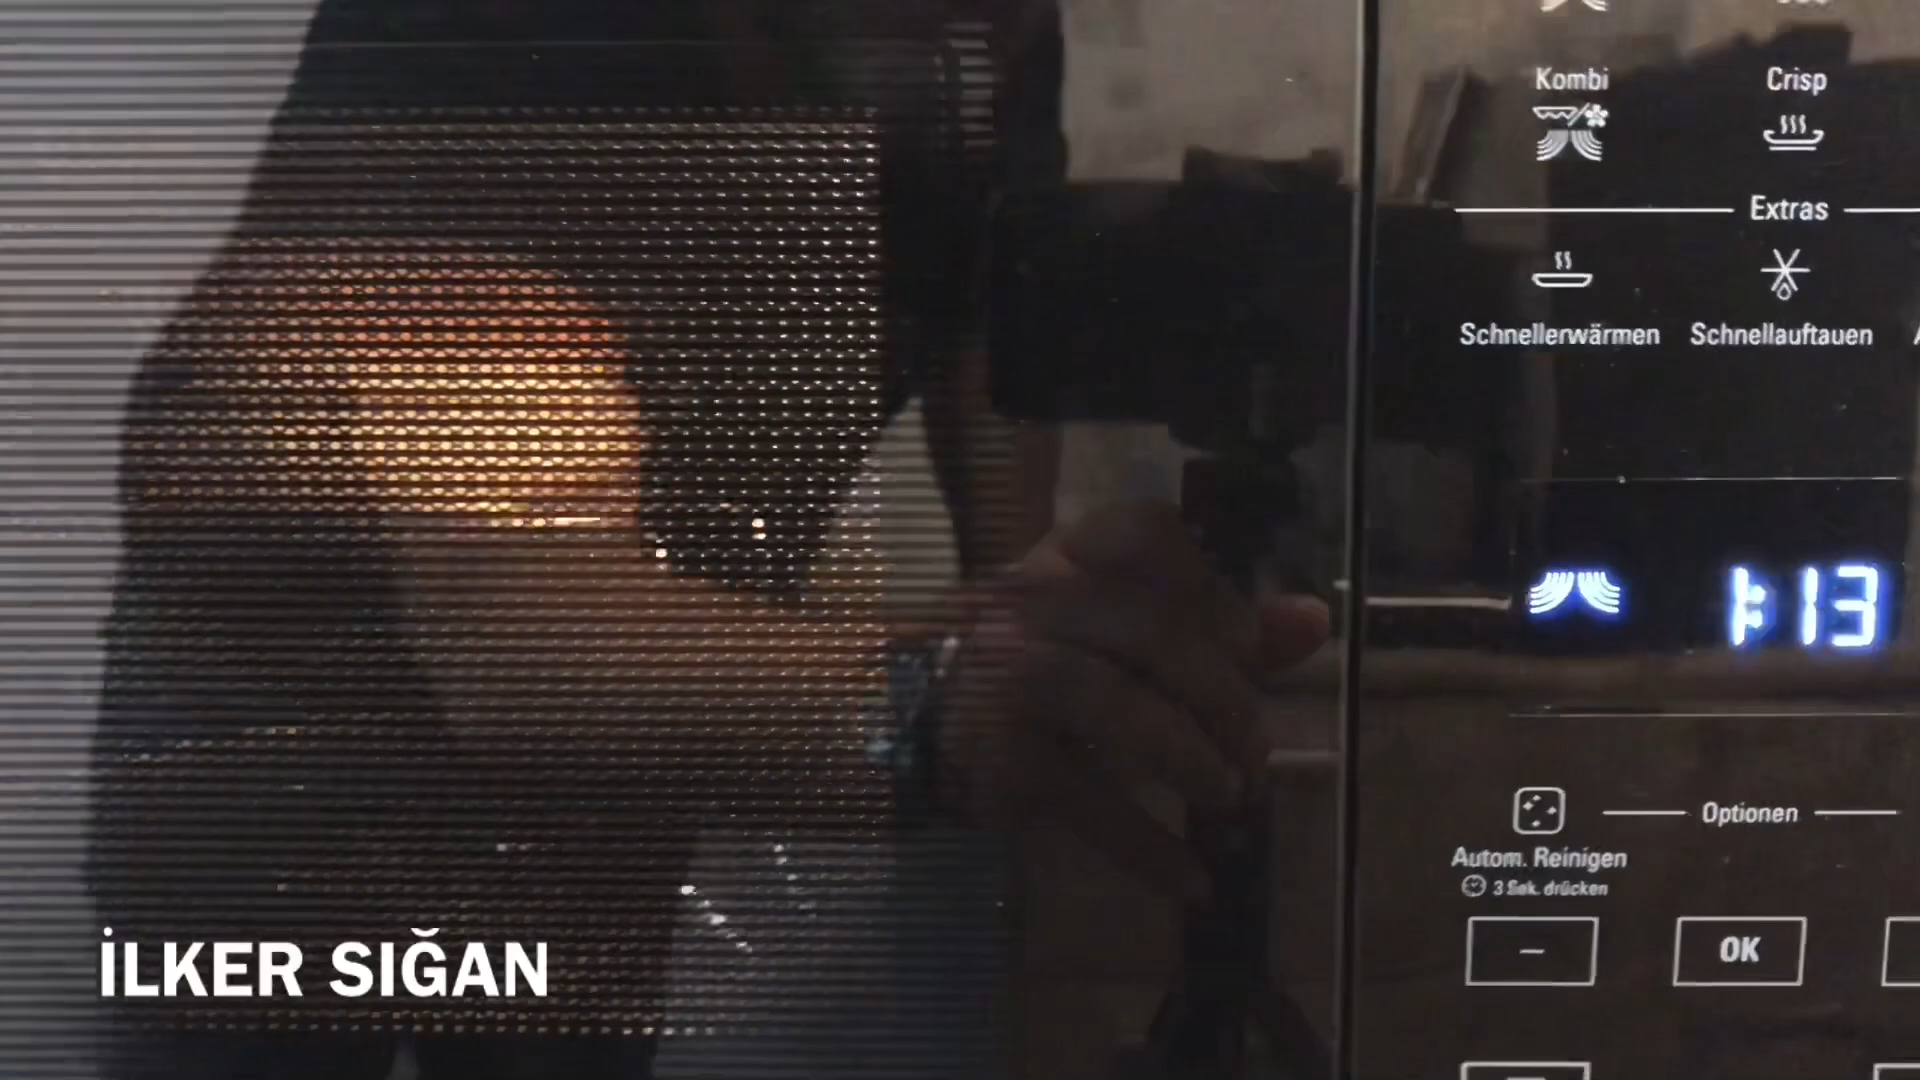 Kombi
Crisp
Extras
Schnellerwärmen
Schnellauftauen
1:13
Optionen
Autom. Reinigen
3 Sek. drücken
—
OK
İLKER SIĞAN